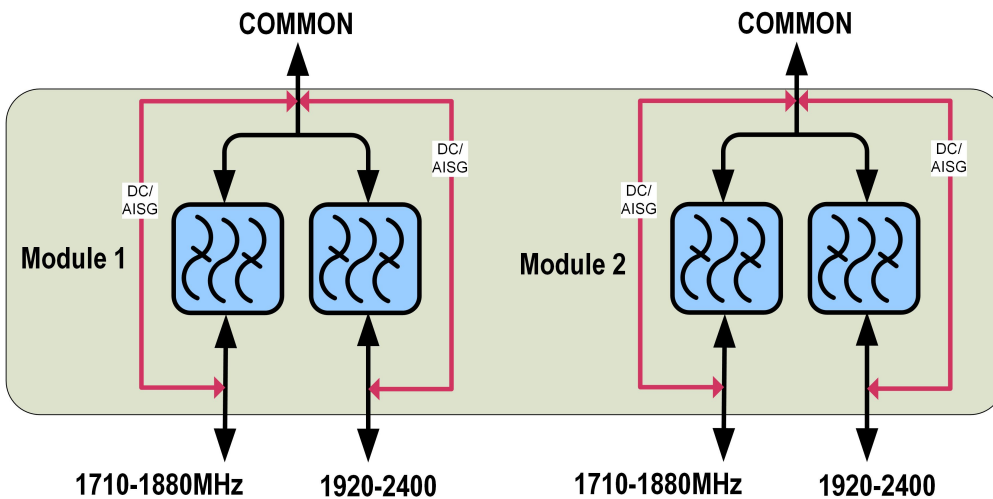 COMMON
COMMON
DC/
AISG
DC/
AISG
DC/
AISG
DC/
AISG
Module 1
Module 2
1710-1880MHz
1920-2400
1710-1880MHz
1920-2400